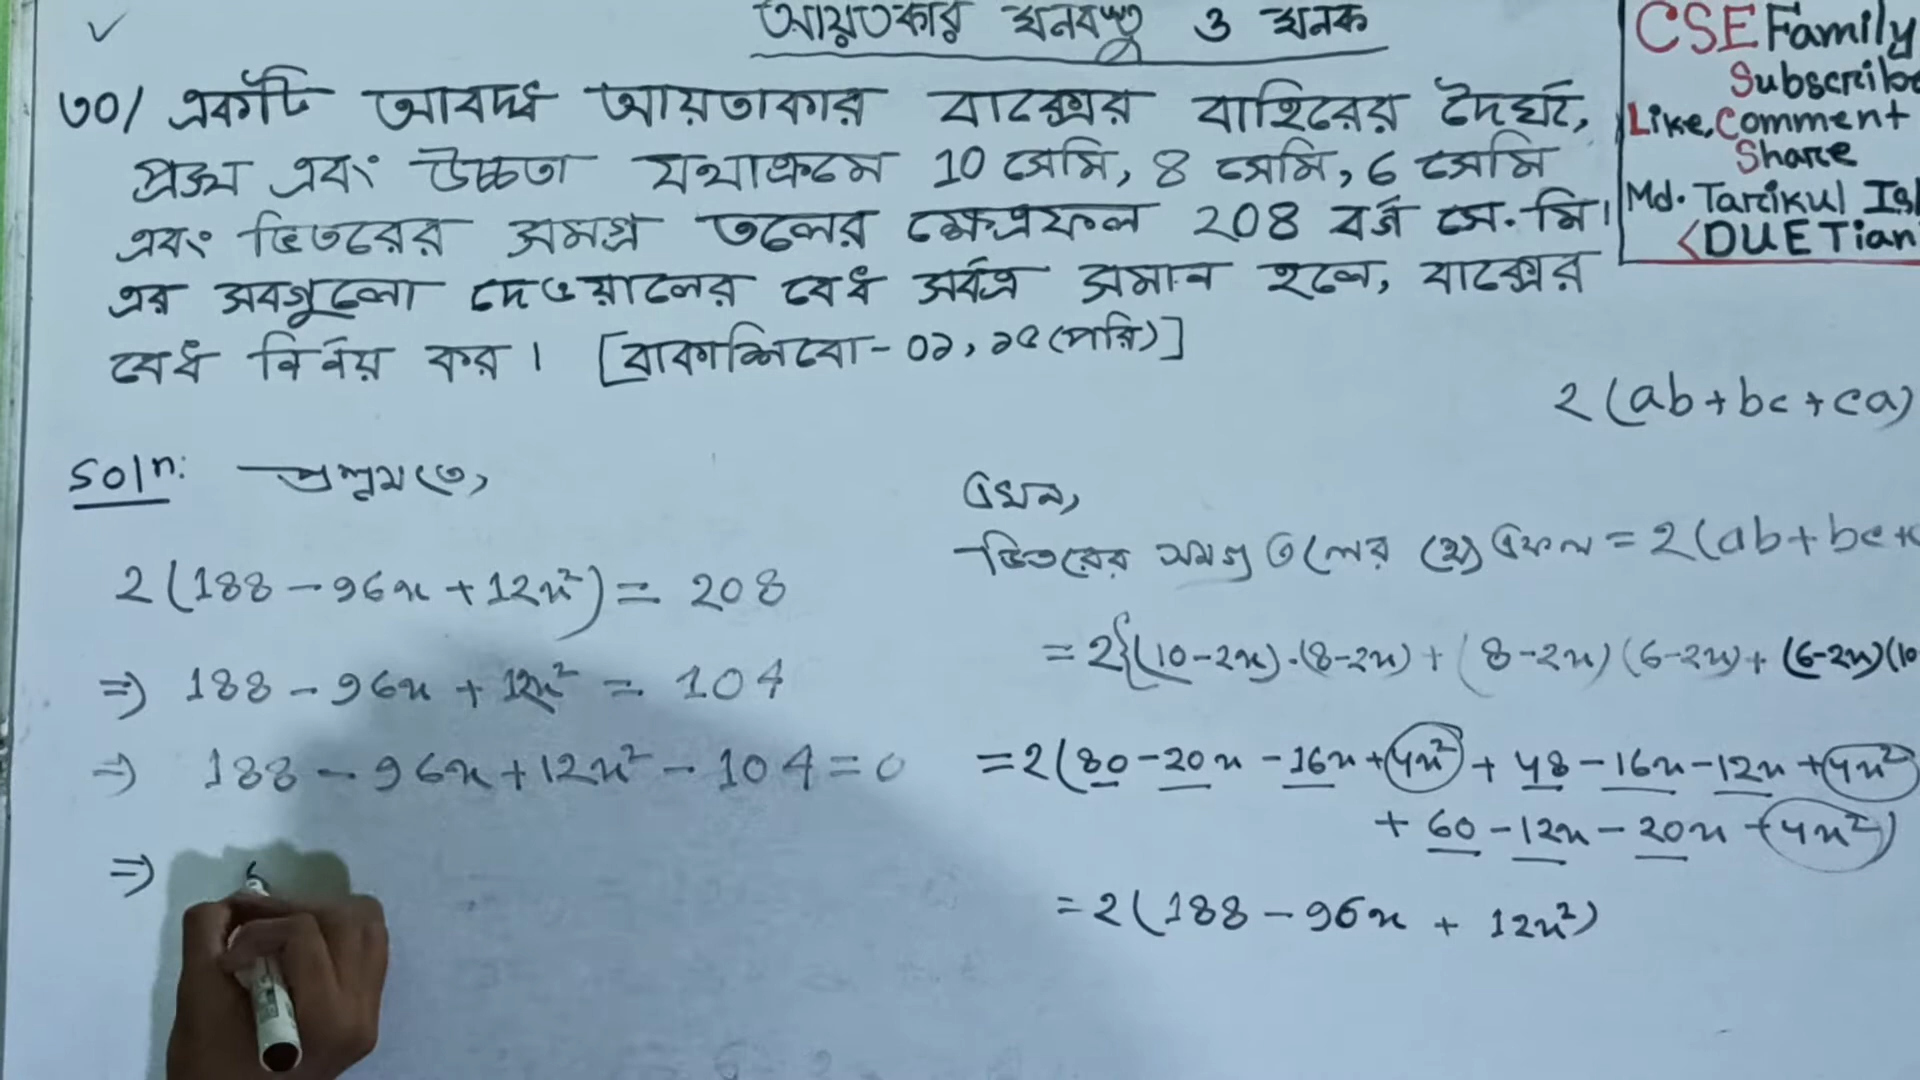 আয়তকার ঘনবস্তু ও ঘনক
CSE Family
Subscribe
Like, Comment
Share
Md. Tarikul Isl
<DUETian
৩০/ একটি আবদ্ধ আয়তাকার বাক্সের বাহিরের দৈর্ঘ্য,
প্রস্থ এবং উচ্চতা যথাক্রমে 10 সেমি, 8 সেমি, 6 সেমি
এবং ভিতরের সমগ্র তলের ক্ষেত্রফল 208 বর্গ সে.মি।
এর সবগুলো দেওয়ালের বেধ সর্বত্র সমান হলে, বাক্সের
বেধ নির্ণয় কর। [বাকাশিবো-০৯, ১৫(পরি)]
2(ab+bc+ca)
Solⁿ: প্রশ্নমতে,
2(188-96x+12x²) = 208
=> 188-96x+12x² = 104
=> 188-96x+12x²-104=0
=>
এখন,
ভিতরের সমগ্র তলের ক্ষেত্রফল = 2(ab+bc+c
=2{(10-2x).(8-2x)+(8-2x)(6-2x)+(6-2x)(10
=2(80-20x-16x+4x²+48-16x-12x+4x²
+60-12x-20x+4x²)
=2(188-96x+12x²)